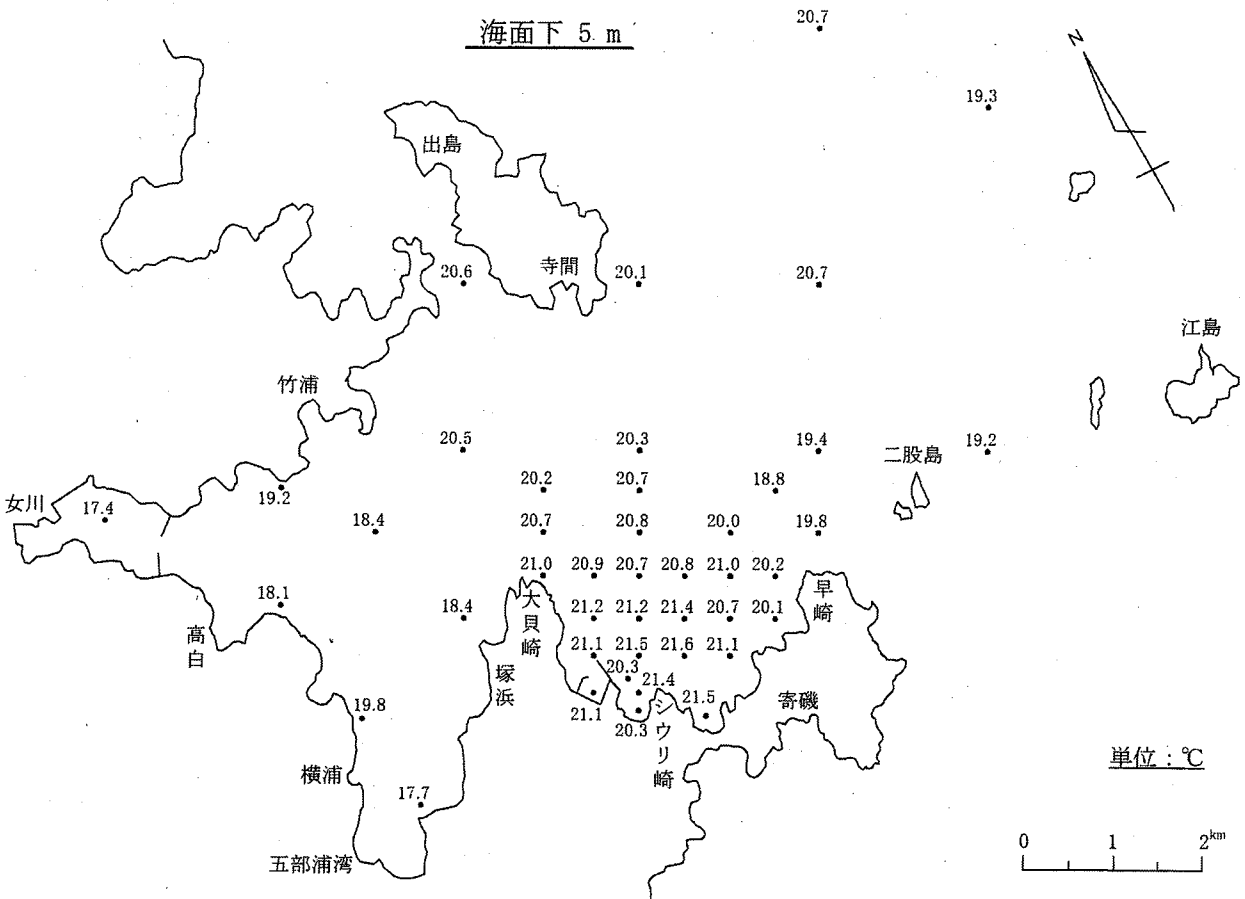 海面下 5 m
20.7
N
19.3
出島
寺間
20.6
20.1
20.7
江島
竹浦
20.5
20.3
19.4
二股島
19.2
20.2
20.7
18.8
女川
17.4
19.2
18.4
20.7
20.8
20.0
19.8
21.0
20.9
20.7
20.8
21.0
20.2
18.1
18.4
大貝崎
21.2
21.2
21.4
20.7
20.1
早崎
高白
塚浜
21.1
21.5
21.6
21.1
20.3
21.4
19.8
21.1
20.3
シウリ崎
21.5
寄磯
横浦
17.7
単位:℃
五部浦湾
0 1 2km